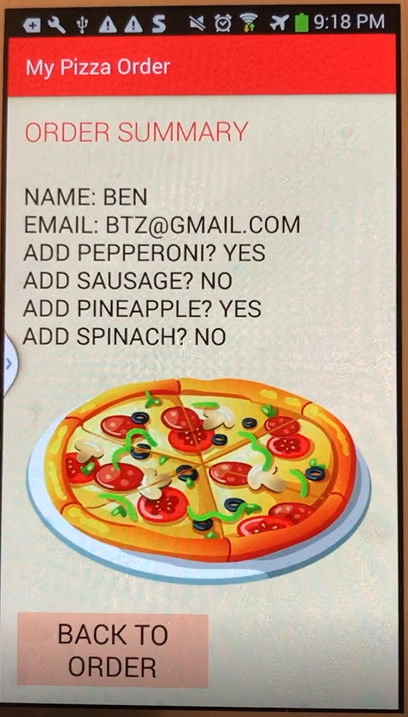 9:18 PM
My Pizza Order
ORDER SUMMARY
NAME: BEN
EMAIL: BTZ@GMAIL.COM
ADD PEPPERONI? YES
ADD SAUSAGE? NO
ADD PINEAPPLE? YES
ADD SPINACH? NO
BACK TO
ORDER